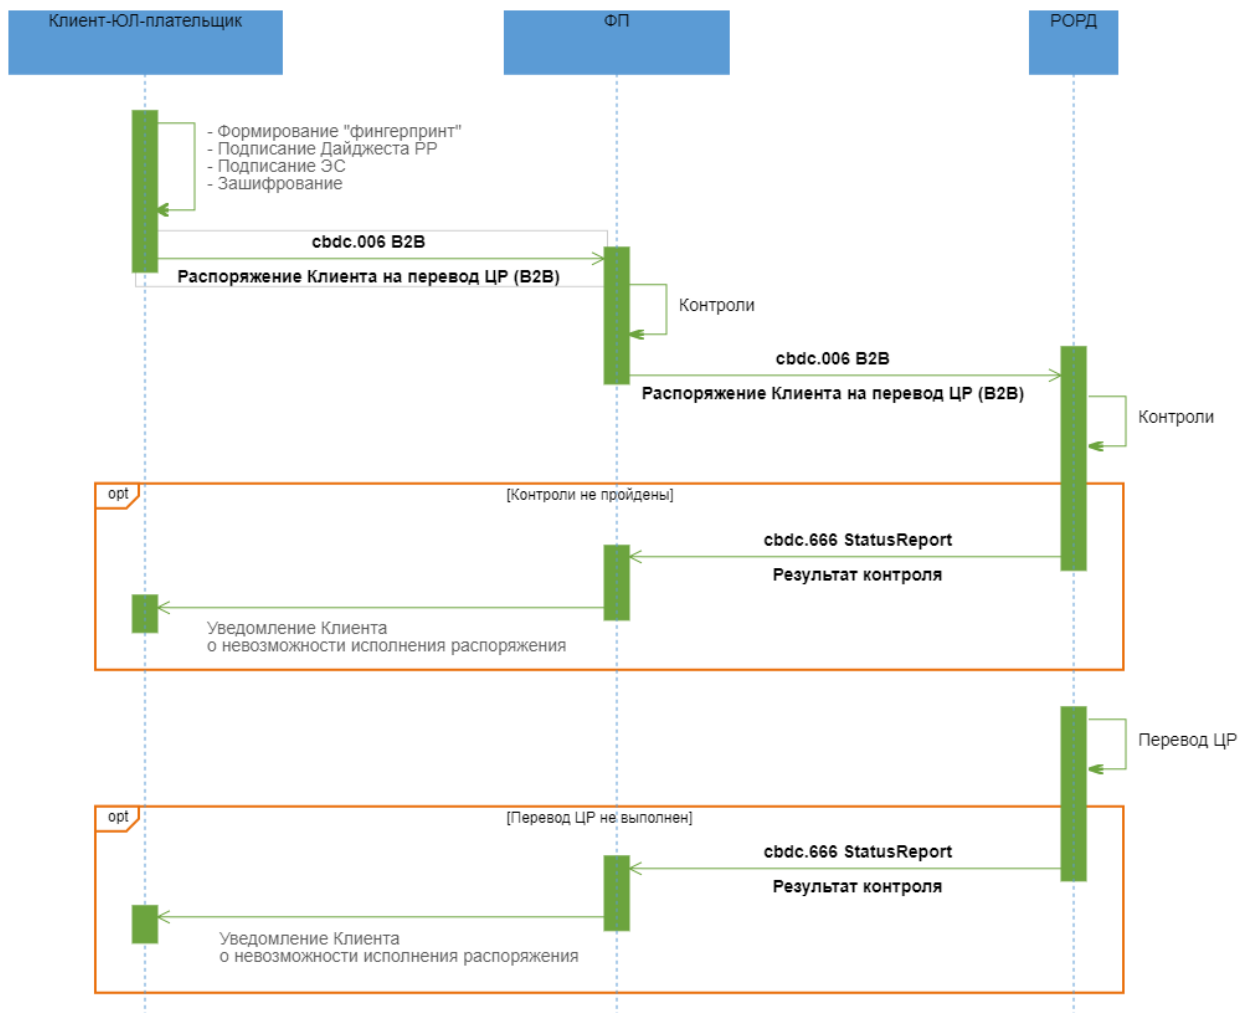 Клиент-ЮЛ-плательщик
ФП
РОРД
- Формирование "фингерпринт"
- Подписание Дайджеста РР
- Подписание ЭС
- Зашифрование
cbdc.006 B2B
Распоряжение Клиента на перевод ЦР (B2B)
Контроли
cbdc.006 B2B
Распоряжение Клиента на перевод ЦР (B2B)
Контроли
opt
[Контроли не пройдены]
cbdc.666 StatusReport
Результат контроля
Уведомление Клиента
о невозможности исполнения распоряжения
Перевод ЦР
opt
[Перевод ЦР не выполнен]
cbdc.666 StatusReport
Результат контроля
Уведомление Клиента
о невозможности исполнения распоряжения